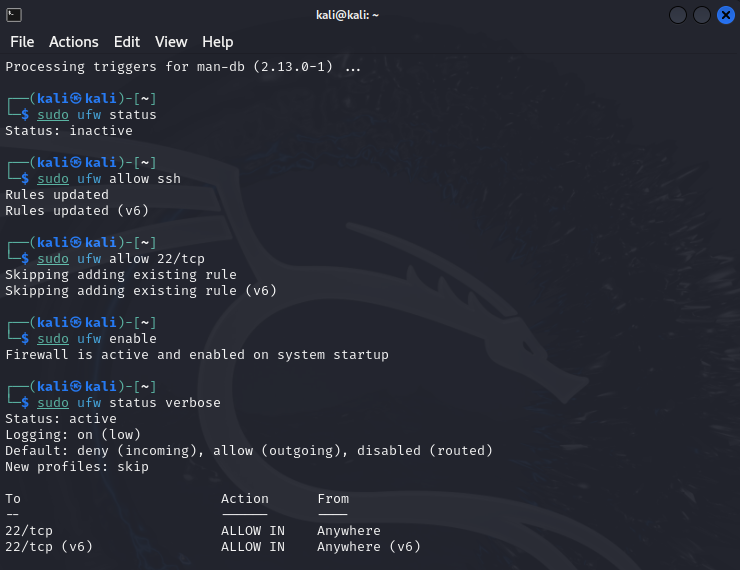 kali@kali: ~
File Actions Edit View Help
Processing triggers for man-db (2.13.0-1) ...
┌──(kali㉿kali)-[~]
└─$ sudo ufw status
Status: inactive
┌──(kali㉿kali)-[~]
└─$ sudo ufw allow ssh
Rules updated
Rules updated (v6)
┌──(kali㉿kali)-[~]
└─$ sudo ufw allow 22/tcp
Skipping adding existing rule
Skipping adding existing rule (v6)
┌──(kali㉿kali)-[~]
└─$ sudo ufw enable
Firewall is active and enabled on system startup
┌──(kali㉿kali)-[~]
└─$ sudo ufw status verbose
Status: active
Logging: on (low)
Default: deny (incoming), allow (outgoing), disabled (routed)
New profiles: skip
To                         Action      From
--                         ------      ----
22/tcp                     ALLOW IN    Anywhere
22/tcp (v6)                ALLOW IN    Anywhere (v6)